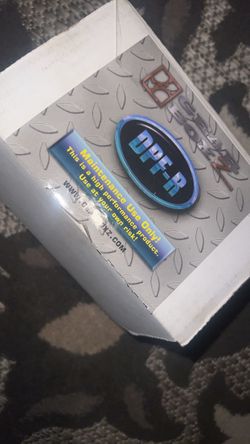 DPF-R
Maintenance Use Only!
This is a high performance product.
Use at your own risk!